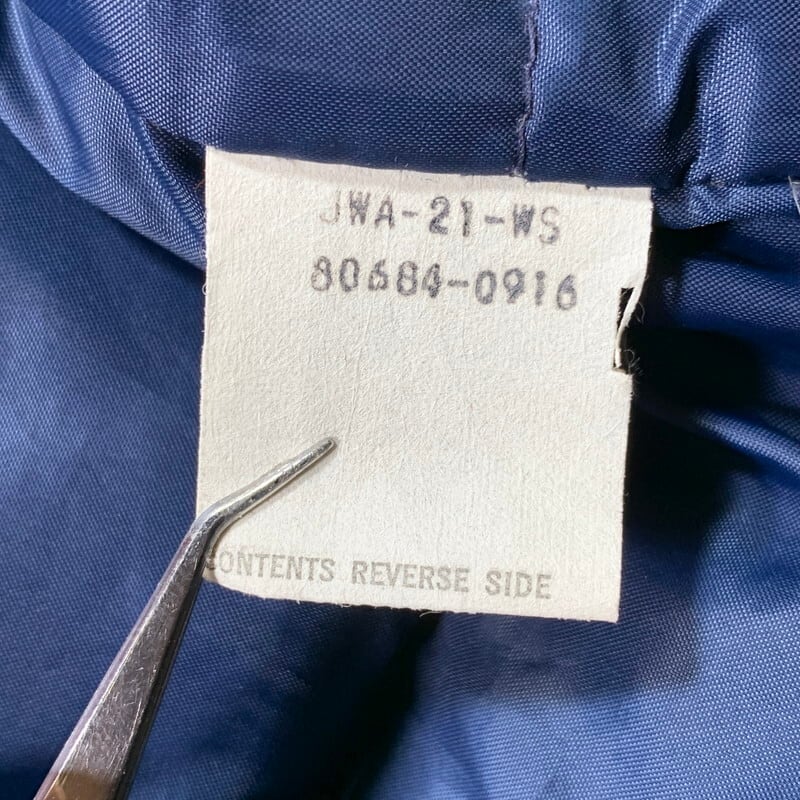 JWA-21-WS
80684-0916
CONTENTS REVERSE SIDE